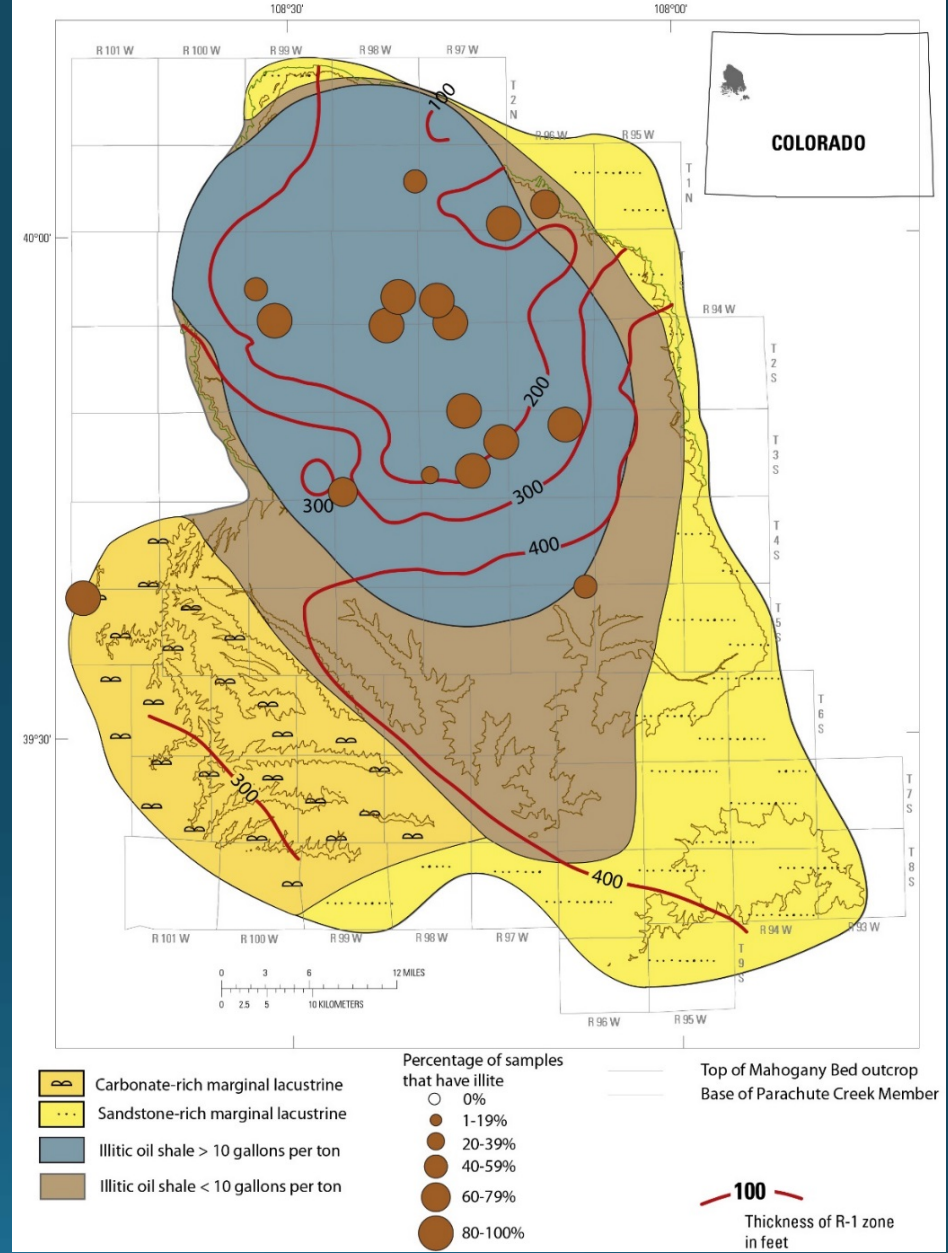 108°30' 108°00'
R 101 W R 100 W R 99 W R 98 W R 97 W
COLORADO
100
T 2 N
R 96 W R 95 W
T 1 N
40°00'
R 94 W
T 2 S
200
T 3 S
300 300
T 4 S
400
T 5 S
T 6 S
39°30'
300
T 7 S
T 8 S
400
R 101 W R 100 W R 99 W R 98 W R 97 W R 94 W R 93 W
T 9 S
0 3 6 12 MILES
0 2.5 5 10 KILOMETERS
R 96 W R 95 W
Carbonate-rich marginal lacustrine
Sandstone-rich marginal lacustrine
Illitic oil shale > 10 gallons per ton
Illitic oil shale < 10 gallons per ton
Percentage of samples
that have illite
0%
1-19%
20-39%
40-59%
60-79%
80-100%
Top of Mahogany Bed outcrop
Base of Parachute Creek Member
100
Thickness of R-1 zone
in feet